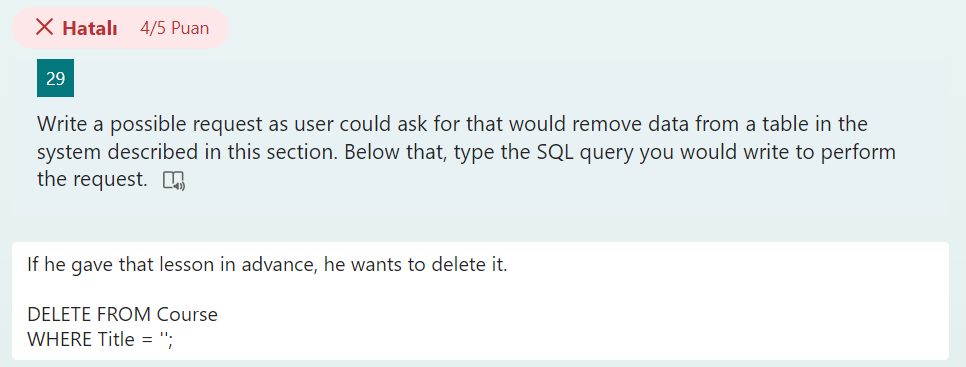 Hatalı 4/5 Puan
29
Write a possible request as user could ask for that would remove data from a table in the
system described in this section. Below that, type the SQL query you would write to perform
the request.
If he gave that lesson in advance, he wants to delete it.
DELETE FROM Course
WHERE Title = '';